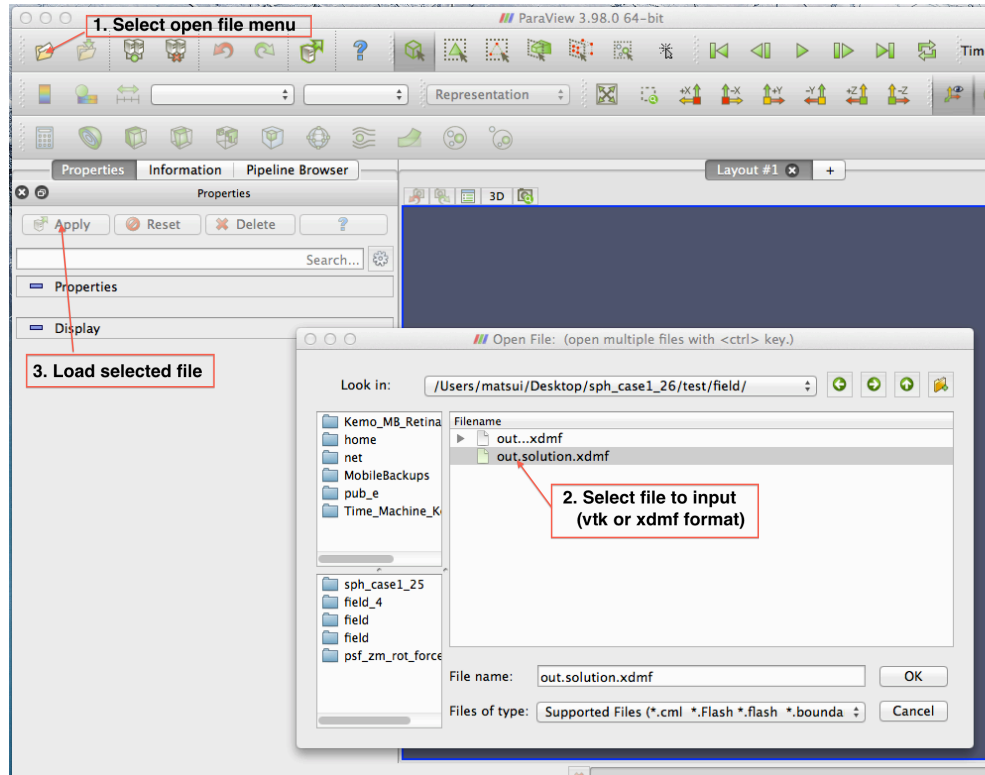 ParaView 3.98.0 64-bit
1. Select open file menu
?
Tim
Representation
+X -X +Y -Y +Z -Z
Properties Information Pipeline Browser
Layout #1 +
Properties
3D
Apply Reset Delete ?
Search...
Properties
Display
3. Load selected file
Open File: (open multiple files with <ctrl> key.)
Look in: /Users/matsui/Desktop/sph_case1_26/test/field/
Kemo_MB_Retina
home
net
MobileBackups
pub_e
Time_Machine_K
Filename
out...xdmf
out.solution.xdmf
2. Select file to input
(vtk or xdmf format)
sph_case1_25
field_4
field
field
psf_zm_rot_force
File name: out.solution.xdmf OK
Files of type: Supported Files (*.cml *.Flash *.flash *.bounda Cancel